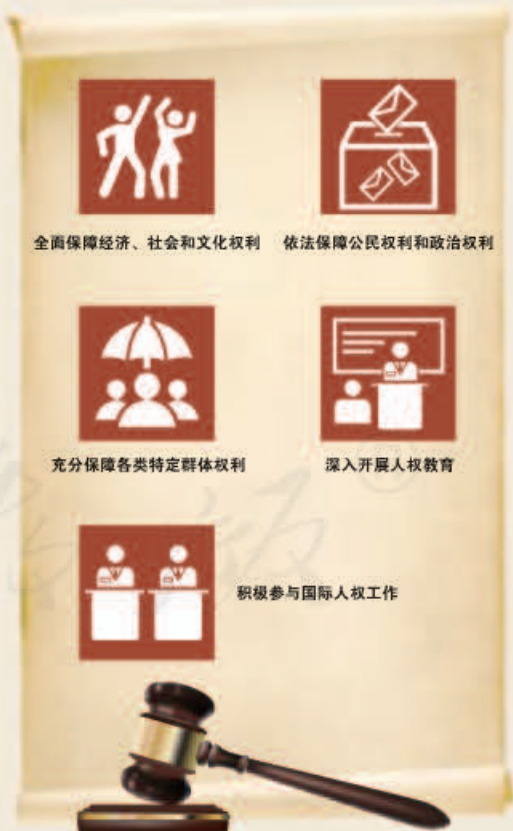 全面保障经济、社会和文化权利
依法保障公民权利和政治权利
充分保障各类特定群体权利
深入开展人权教育
积极参与国际人权工作